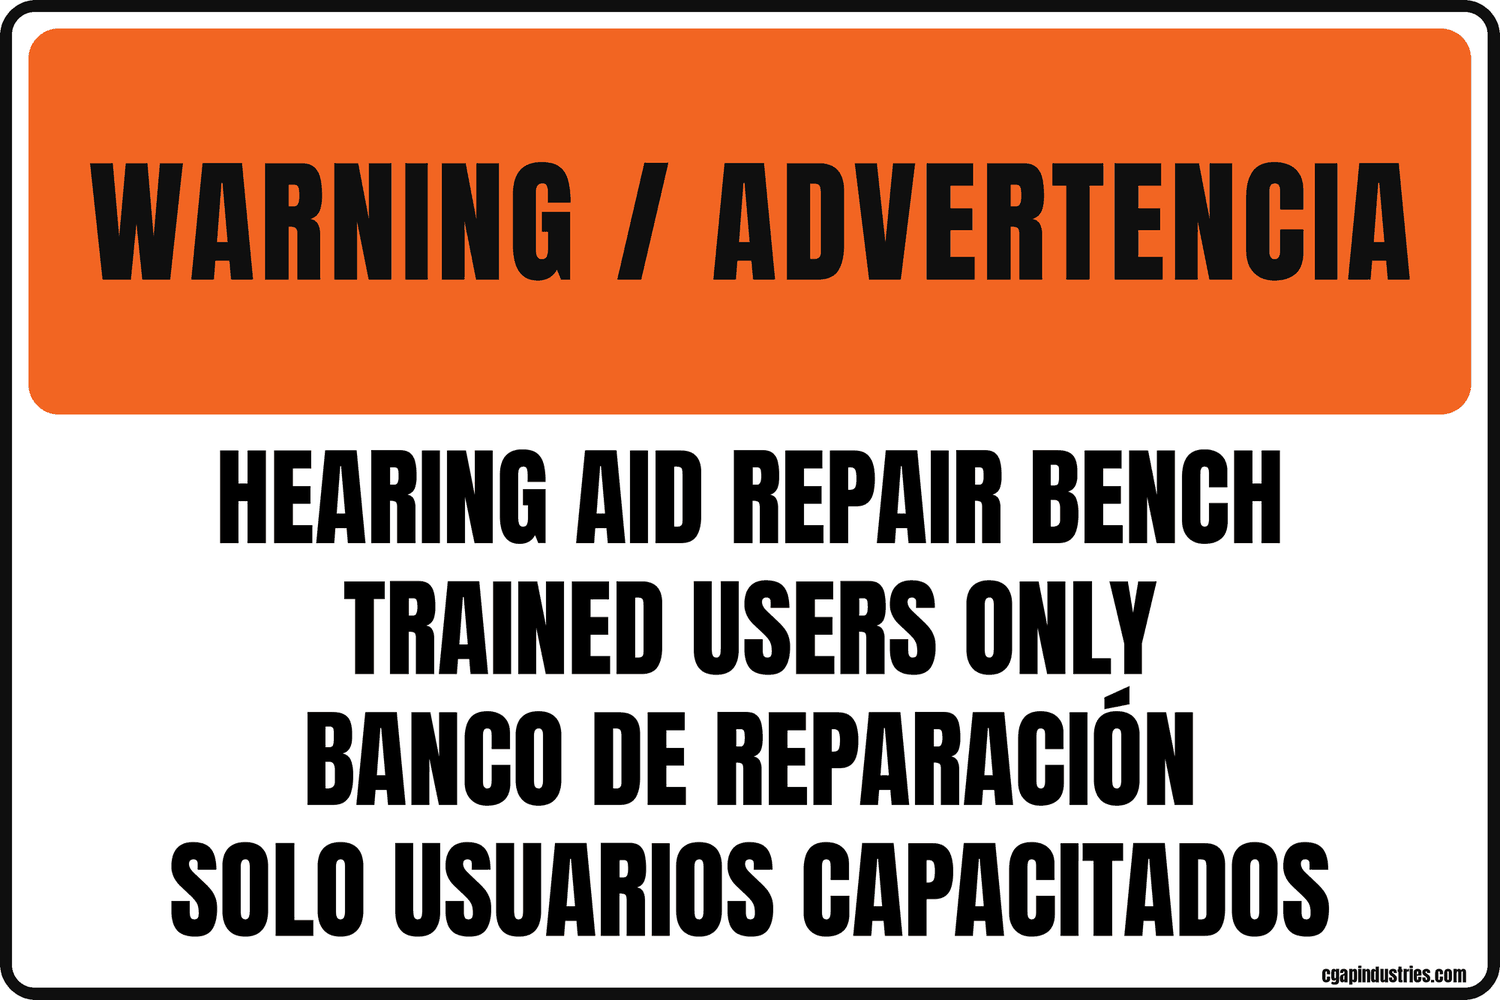 WARNING / ADVERTENCIA
HEARING AID REPAIR BENCH
TRAINED USERS ONLY
BANCO DE REPARACIÓN
SOLO USUARIOS CAPACITADOS
cgapindustries.com